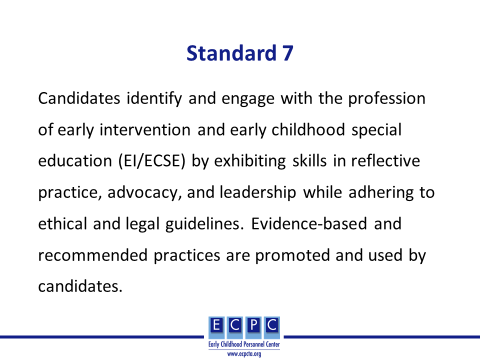 Standard 7
Candidates identify and engage with the profession
of early intervention and early childhood special
education (EI/ECSE) by exhibiting skills in reflective
practice, advocacy, and leadership while adhering to
ethical and legal guidelines. Evidence-based and
recommended practices are promoted and used by
candidates.
E C P C
Early Childhood Personnel Center
www.ecpcta.org